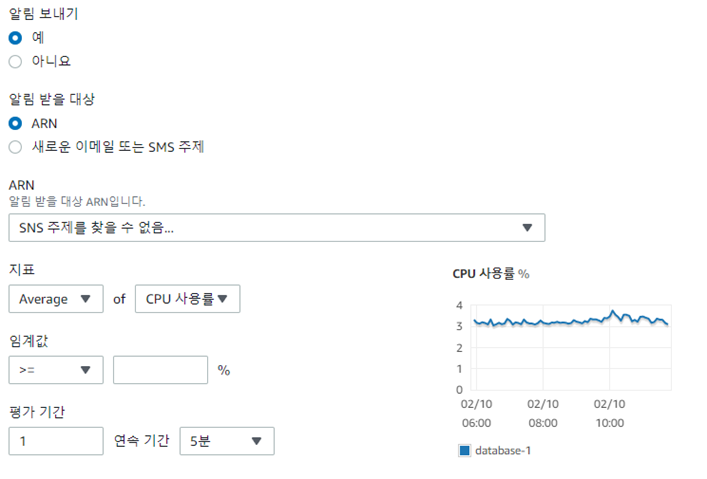 알림 보내기
예
아니요
알림 받을 대상
ARN
새로운 이메일 또는 SMS 주제
ARN
알림 받을 대상 ARN입니다.
SNS 주제를 찾을 수 없음...
지표
Average of CPU 사용률
임계값
>= %
평가 기간
1 연속 기간 5분
CPU 사용률 %
4
3
2
1
0
02/10 02/10 02/10
06:00 08:00 10:00
database-1